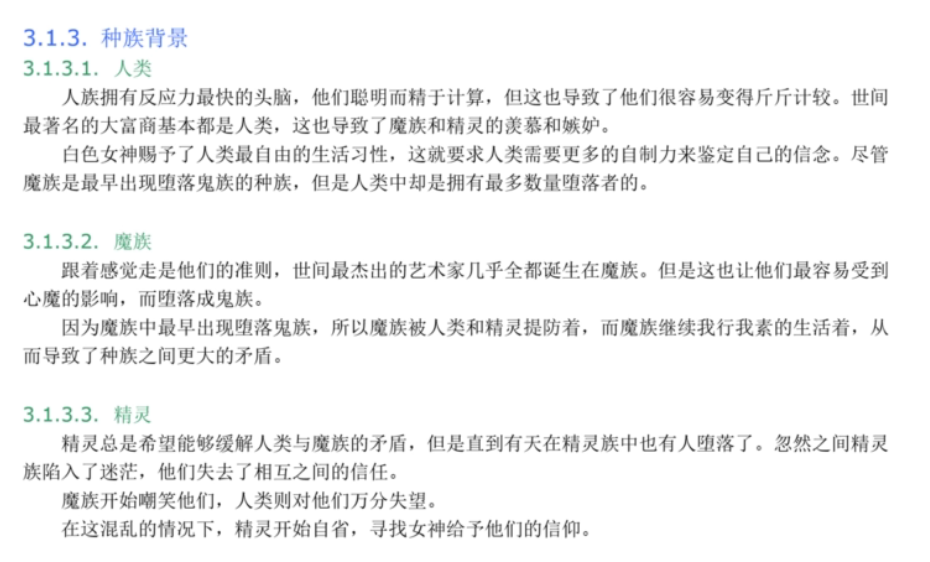 3.1.3. 种族背景
3.1.3.1. 人类
人族拥有反应力最快的头脑，他们聪明而精于计算，但这也导致了他们很容易变得斤斤计较。世间
最著名的大富商基本都是人类，这也导致了魔族和精灵的羡慕和嫉妒。
白色女神赐予了人类最自由的生活习性，这就要求人类需要更多的自制力来鉴定自己的信念。尽管
魔族是最早出现堕落鬼族的种族，但是人类中却是拥有最多数量堕落者的。
3.1.3.2. 魔族
跟着感觉走是他们的准则，世间最杰出的艺术家几乎全都诞生在魔族。但是这也让他们最容易受到
心魔的影响，而堕落成鬼族。
因为魔族中最早出现堕落鬼族，所以魔族被人类和精灵提防着，而魔族继续我行我素的生活着，从
而导致了种族之间更大的矛盾。
3.1.3.3. 精灵
精灵总是希望能够缓解人类与魔族的矛盾，但是直到有天在精灵族中也有人堕落了。忽然之间精灵
族陷入了迷茫，他们失去了相互之间的信任。
魔族开始嘲笑他们，人类则对他们万分失望。
在这混乱的情况下，精灵开始自省，寻找女神给予他们的信仰。